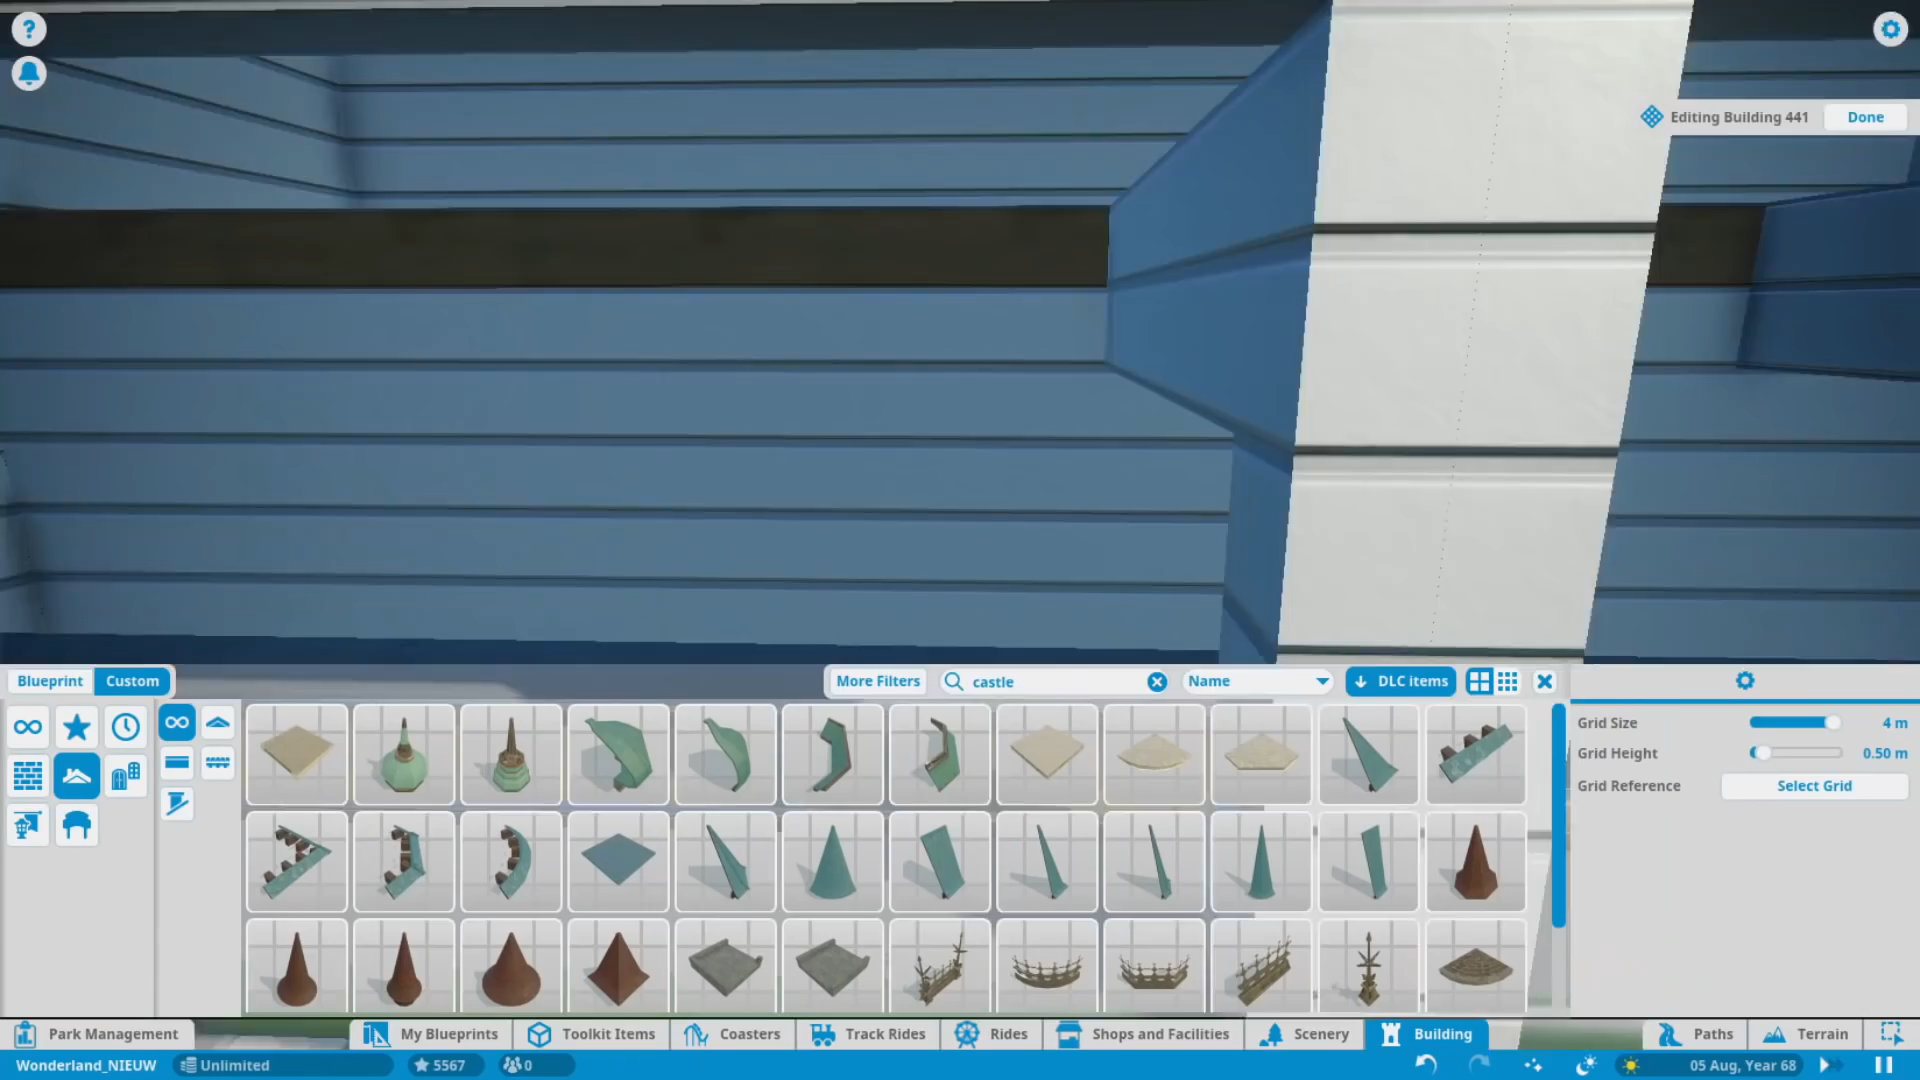 ?
Editing Building 441 Done
Blueprint Custom More Filters castle Name DLC items
Grid Size 4 m
Grid Height 0.50 m
Grid Reference Select Grid
Park Management My Blueprints Toolkit Items Coasters Track Rides Rides Shops and Facilities Scenery Building Paths Terrain
Wonderland_NIEUW Unlimited 5567 0 05 Aug, Year 68